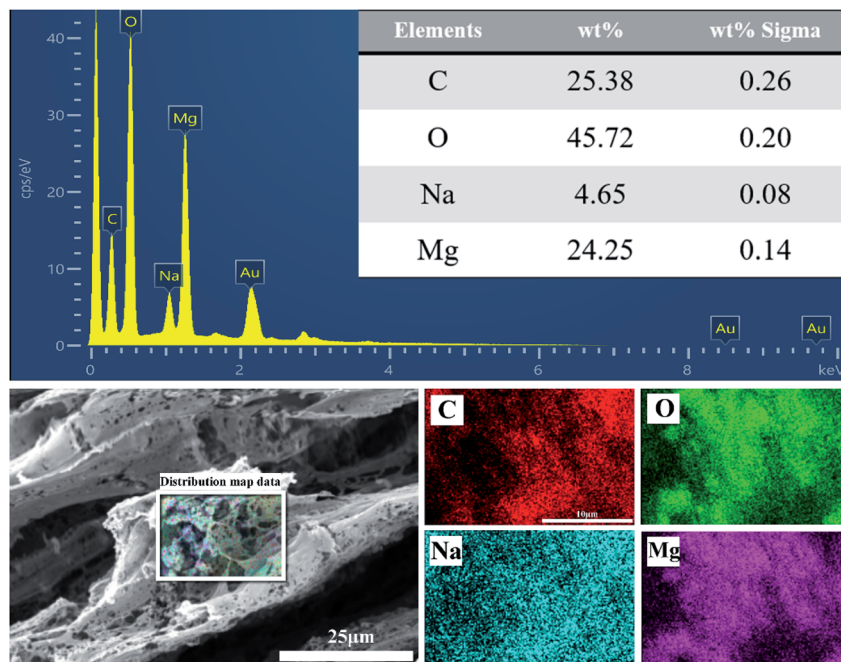 Elements wt% wt% Sigma
C 25.38 0.26
O 45.72 0.20
Na 4.65 0.08
Mg 24.25 0.14
cps/eV
40
30
20
10
0
O
Mg
C
Na
Au
Au
Au
0 2 4 6 8 keV
Distribution map data
25μm
C
10μm
O
Na
Mg